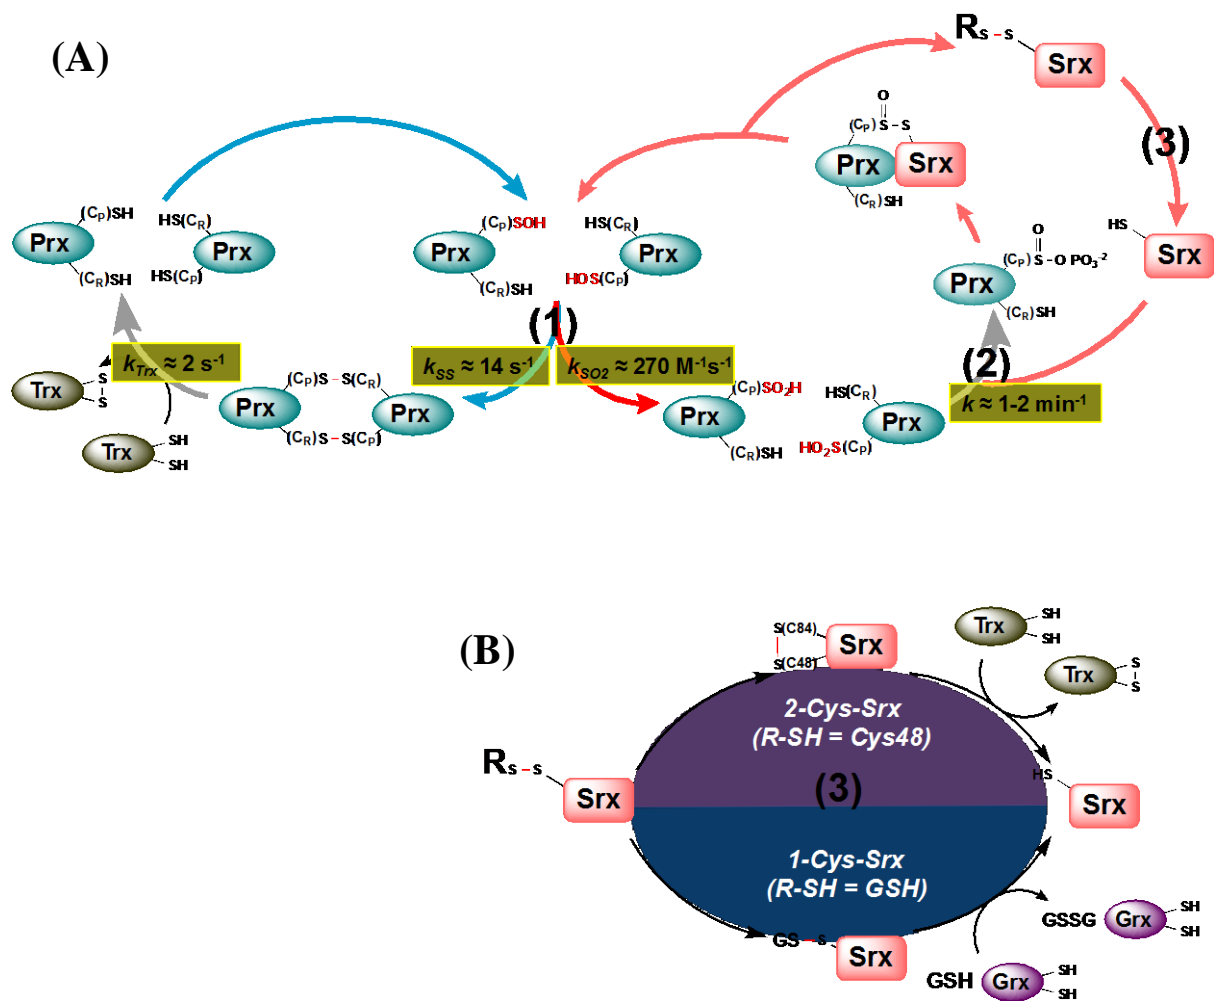 (A)
R S-S
Srx
O
(CP)S-S
Prx
Srx
(CR)SH
(3)
(CP)SH
HS(CR)
Prx
Prx
(CR)SH
HS(CP)
(CP)SOH
HS(CR)
Prx
Prx
(CR)SH
HOS(CP)
HS
Srx
O
(CP)S-O PO3-2
Prx
(CR)SH
(1)
(2)
kTrx ≈ 2 s-1
kSS ≈ 14 s-1
kSO2 ≈ 270 M-1s-1
k ≈ 1-2 min-1
Trx
S
S
Trx
SH
SH
(CP)S-S(CR)
Prx
Prx
(CR)S-S(CP)
(CP)SO2H
Prx
(CR)SH
HS(CR)
Prx
HO2S(CP)
(B)
S(C84)
S(C48)
Srx
Trx
SH
SH
Trx
S
S
2-Cys-Srx
(R-SH = Cys48)
R S-S
Srx
(3)
HS
Srx
1-Cys-Srx
(R-SH = GSH)
GS-S
Srx
GSSG
Grx
SH
SH
GSH
Grx
SH
SH